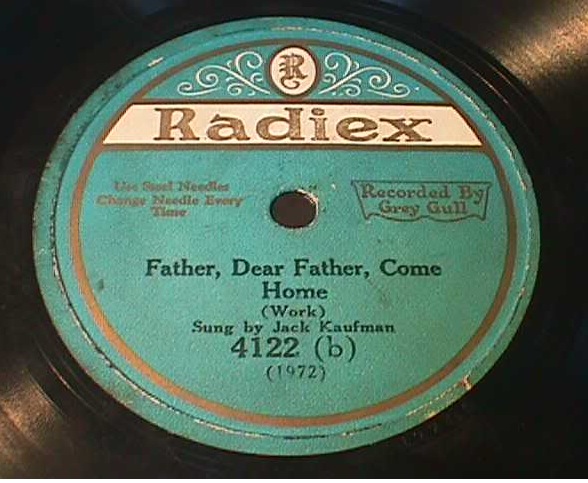 R
Radiex
Use Steel Needles
Change Needle Every
Time
Recorded By
Grey Gull
Father, Dear Father, Come
Home
(Work)
Sung by Jack Kaufman
4122 (b)
(1972)